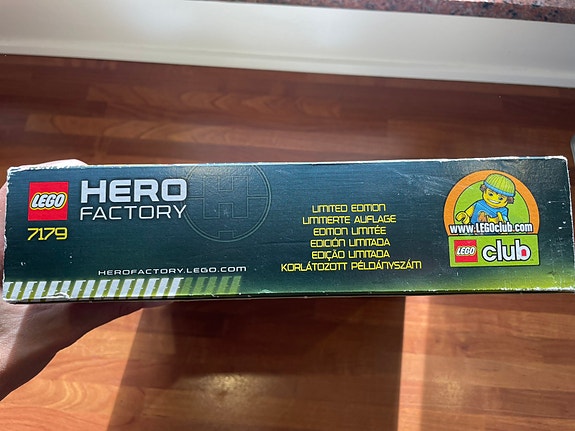 LEGO
HERO
FACTORY
7179
HEROFACTORY.LEGO.COM
LIMITED EDITION
LIMITIERTE AUFLAGE
EDITION LIMITÉE
EDICIÓN LIMITADA
EDIÇÃO LIMITADA
KORLÁTOZOTT PÉLDÁNYSZÁM
www.LEGOclub.com
LEGO club